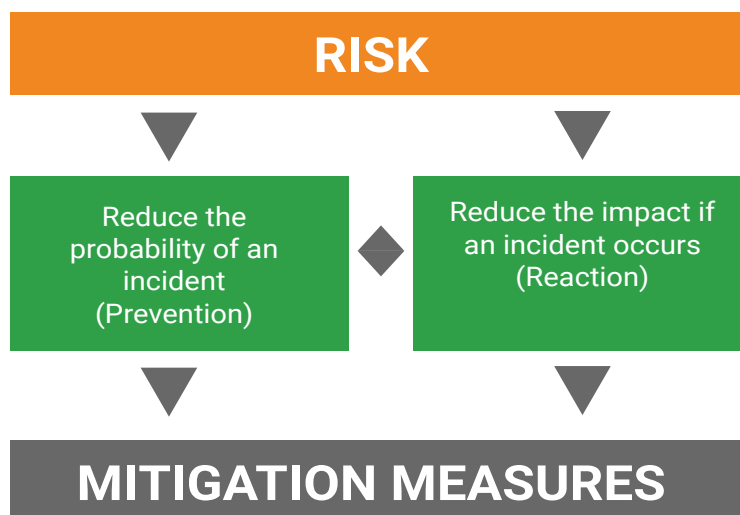 RISK
Reduce the
probability of an
incident
(Prevention)
Reduce the impact if
an incident occurs
(Reaction)
MITIGATION MEASURES